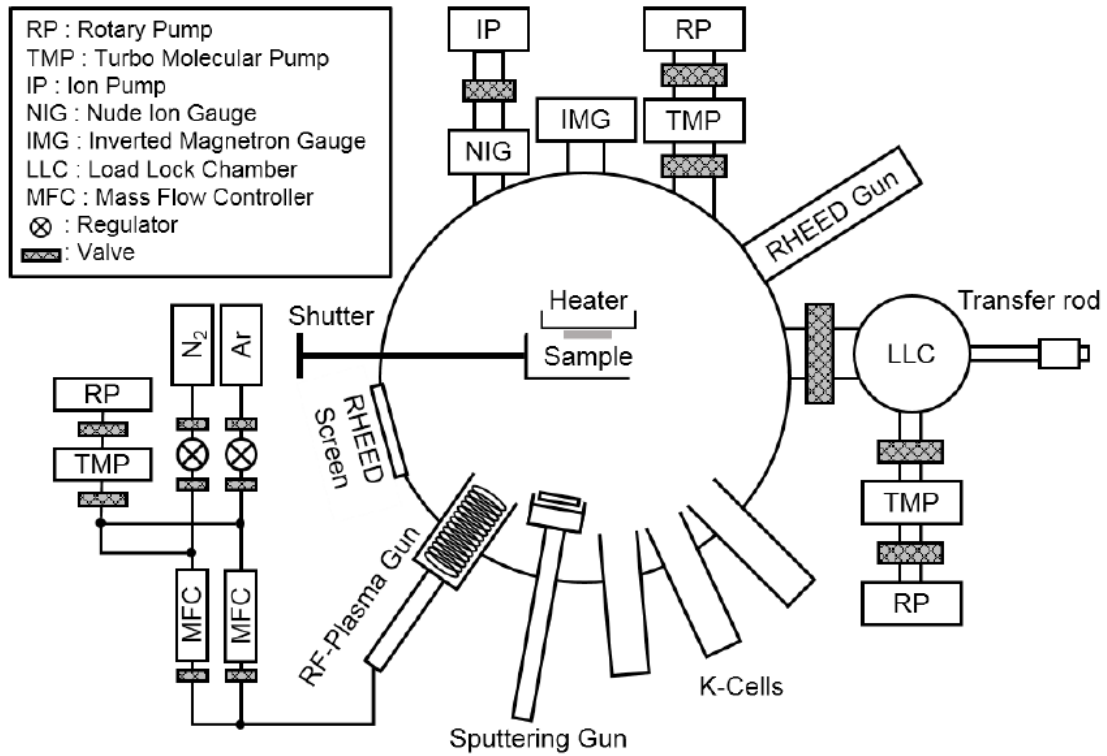 RP : Rotary Pump
TMP : Turbo Molecular Pump
IP : Ion Pump
NIG : Nude Ion Gauge
IMG : Inverted Magnetron Gauge
LLC : Load Lock Chamber
MFC : Mass Flow Controller
: Regulator
: Valve
IP
NIG
IMG
RP
TMP
RHEED Gun
Heater
Sample
Shutter
RHEED
Screen
N₂
Ar
RP
TMP
MFC
MFC
RF-Plasma Gun
Sputtering Gun
K-Cells
LLC
Transfer rod
TMP
RP